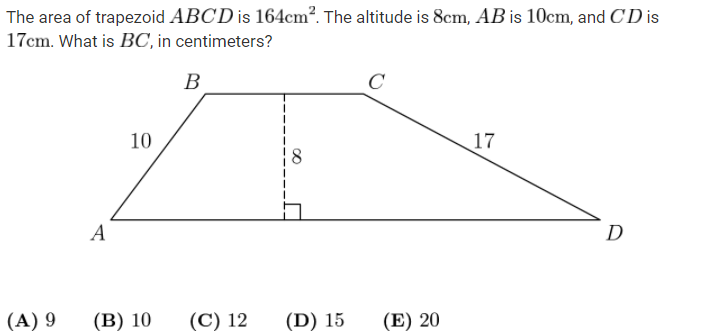 The area of trapezoid ABCD is 164cm². The altitude is 8cm, AB is 10cm, and CD is
17cm. What is BC, in centimeters?
B C
10 8 17
A D
(A) 9 (B) 10 (C) 12 (D) 15 (E) 20